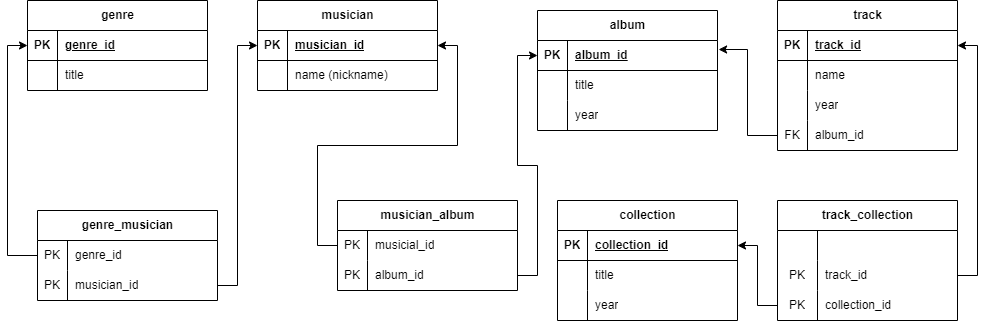 genre
PK genre_id
title
musician
PK musician_id
name (nickname)
album
PK album_id
title
year
track
PK track_id
name
year
FK album_id
genre_musician
PK genre_id
PK musician_id
musician_album
PK musicial_id
PK album_id
collection
PK collection_id
title
year
track_collection
PK track_id
PK collection_id